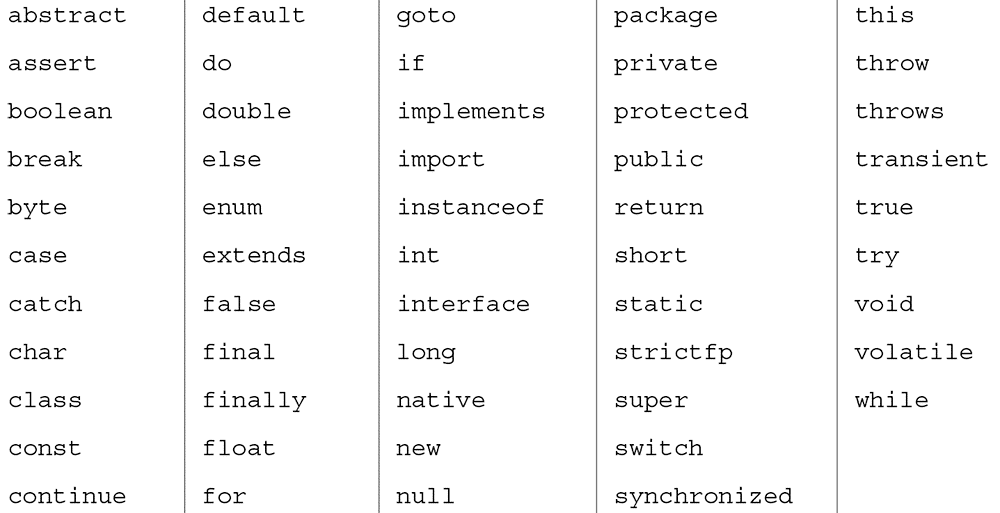 abstract default goto package this
assert do if private throw
boolean double implements protected throws
break else import public transient
byte enum instanceof return true
case extends int short try
catch false interface static void
char final long strictfp volatile
class finally native super while
const float new switch
continue for null synchronized